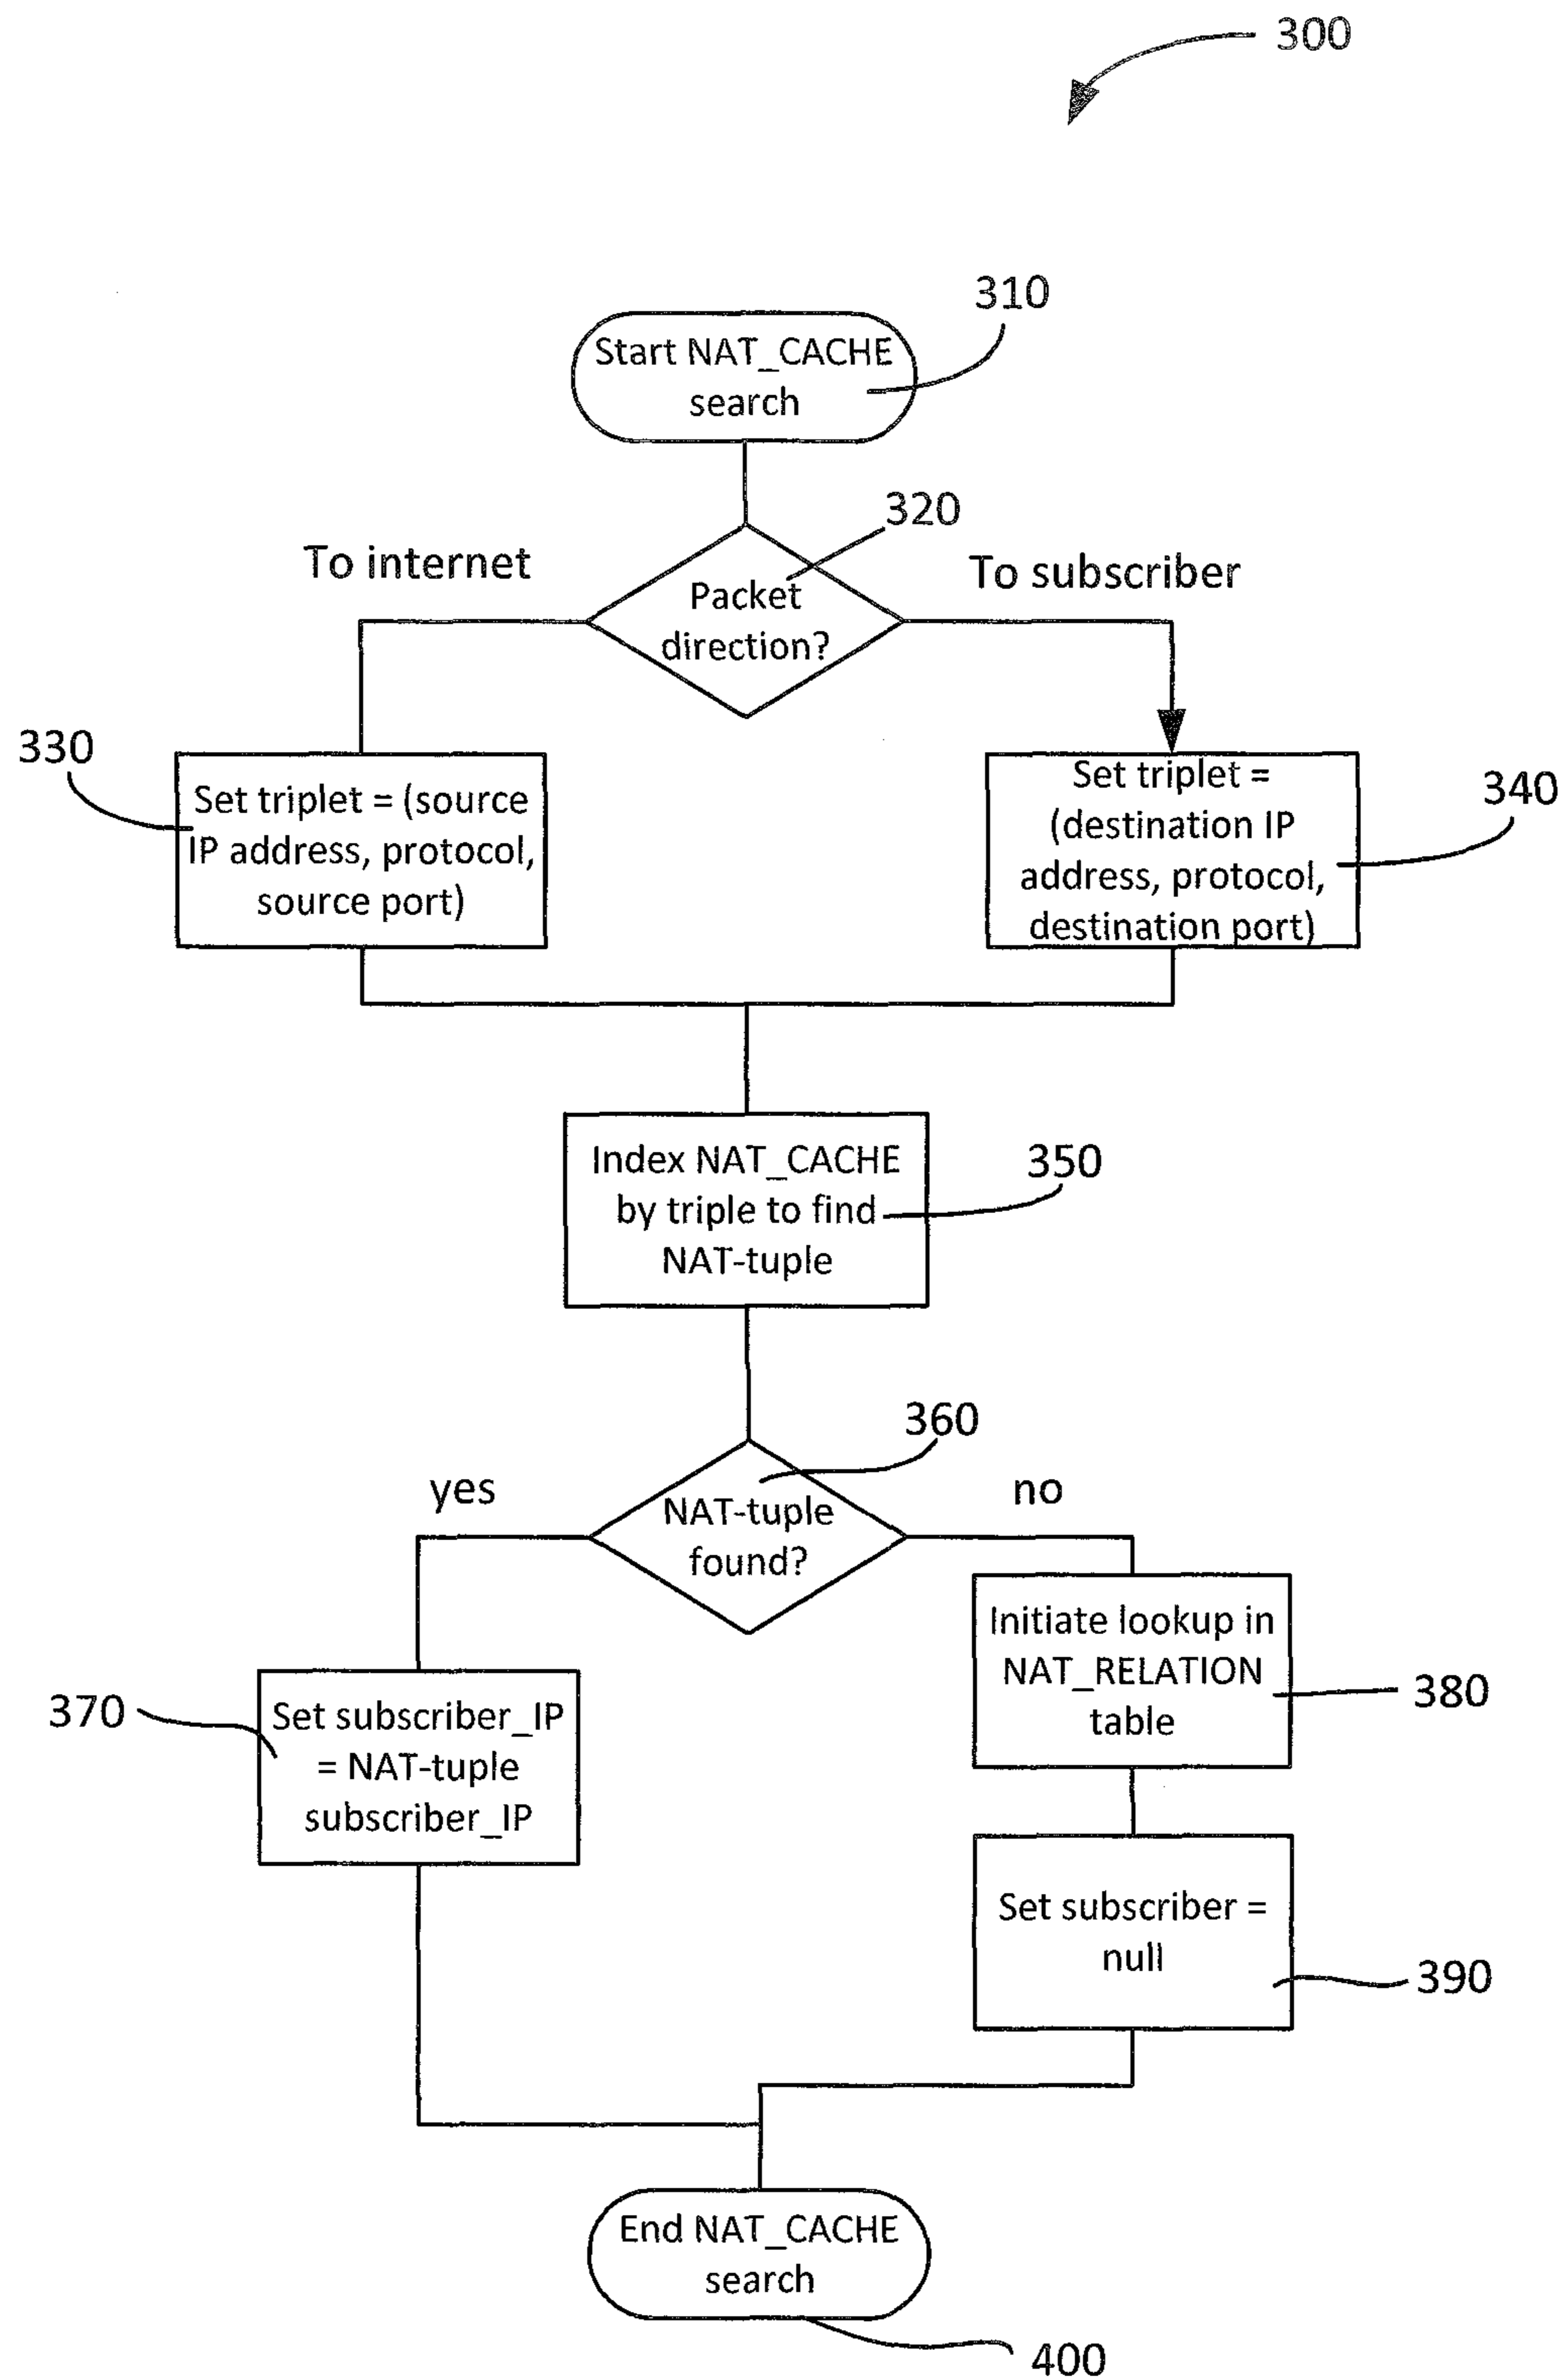 300
310
Start NAT_CACHE
search
320
To internet
To subscriber
Packet
direction?
330
Set triplet = (source
IP address, protocol,
source port)
Set triplet =
(destination IP
address, protocol,
destination port)
340
Index NAT_CACHE
by triple to find
NAT-tuple
350
360
yes
no
NAT-tuple
found?
370
Set subscriber_IP
= NAT-tuple
subscriber_IP
Initiate lookup in
NAT_RELATION
table
380
Set subscriber =
null
390
End NAT_CACHE
search
400